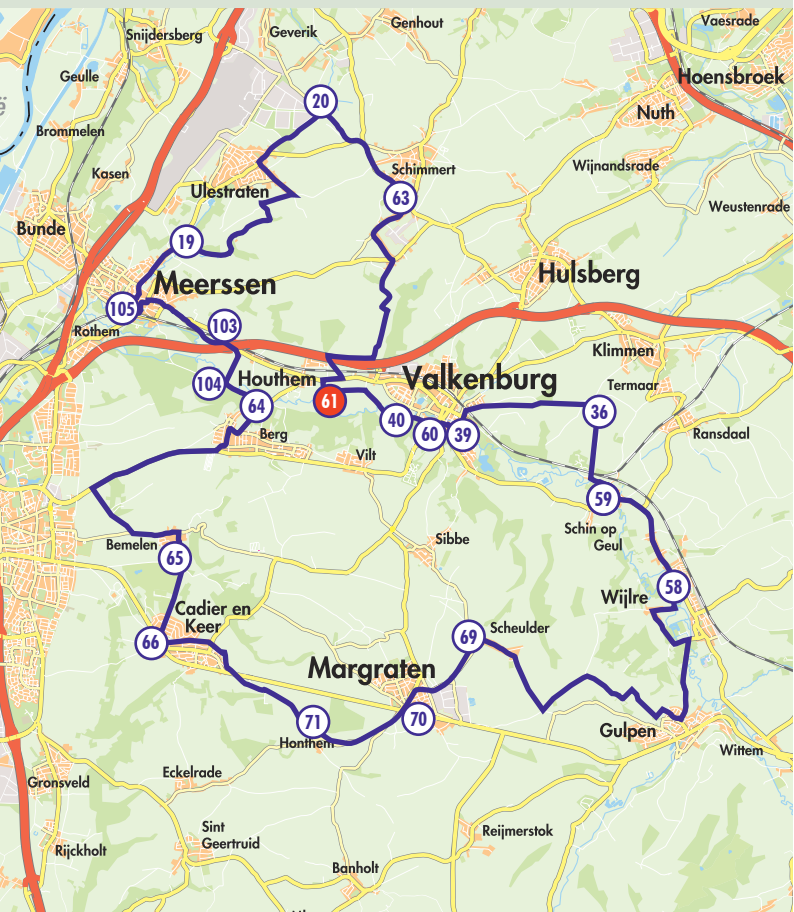 Snijdersberg
Geverik
Genhout
Vaesrade
Geulle
Hoensbroek
ë
20
Nuth
Brommelen
Kasen
Schimmert
Wijnandsrade
Ulestraten
63
Weustenrade
Bunde
19
Meerssen
Hulsberg
105
103
Rothem
Klimmen
104
Houthem
Valkenburg
Termaar
61
64
36
40
60
39
Berg
Ransdaal
Vilt
59
Schin op
Geul
Sibbe
Bemelen
65
58
Wijlre
Cadier en
Keer
66
69
Scheulder
Margraten
71
70
Honthem
Gulpen
Wittem
Gronsveld
Eckelrade
Sint
Geertruid
Reijmerstok
Rijckholt
Banholt